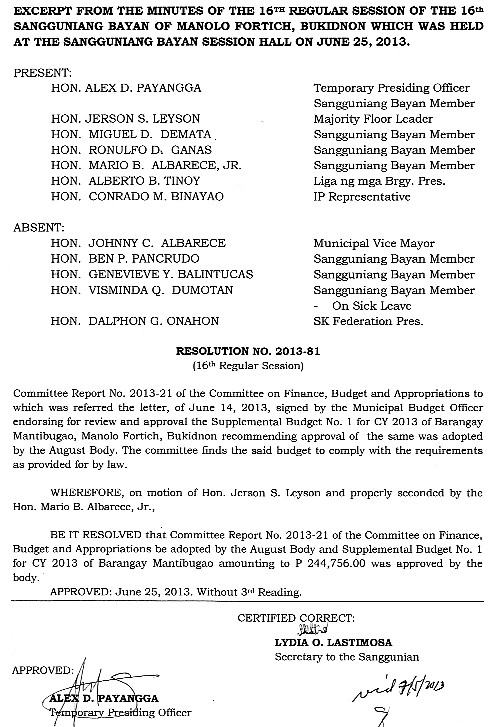 EXCERPT FROM THE MINUTES OF THE 16TH REGULAR SESSION OF THE 16th
SANGGUNIANG BAYAN OF MANOLO FORTICH, BUKIDNON WHICH WAS HELD
AT THE SANGGUNIANG BAYAN SESSION HALL ON JUNE 25, 2013.
PRESENT:
HON. ALEX D. PAYANGGA Temporary Presiding Officer
Sangguniang Bayan Member
HON. JERSON S. LEYSON Majority Floor Leader
HON. MIGUEL D. DEMATA Sangguniang Bayan Member
HON. RONULFO D. GANAS Sangguniang Bayan Member
HON. MARIO B. ALBARECE, JR. Sangguniang Bayan Member
HON. ALBERTO B. TINOY Liga ng mga Brgy. Pres.
HON. CONRADO M. BINAYAO IP Representative
ABSENT:
HON. JOHNNY C. ALBARECE Municipal Vice Mayor
HON. BEN P. PANCRUDO Sangguniang Bayan Member
HON. GENEVIEVE Y. BALINTUCAS Sangguniang Bayan Member
HON. VISMINDA Q. DUMOTAN Sangguniang Bayan Member
- On Sick Leave
HON. DALPHON G. ONAHON SK Federation Pres.
RESOLUTION NO. 2013-81
(16th Regular Session)
Committee Report No. 2013-21 of the Committee on Finance, Budget and Appropriations to
which was referred the letter, of June 14, 2013, signed by the Municipal Budget Officer
endorsing for review and approval the Supplemental Budget No. 1 for CY 2013 of Barangay
Mantibugao, Manolo Fortich, Bukidnon recommending approval of the same was adopted
by the August Body. The committee finds the said budget to comply with the requirements
as provided for by law.
WHEREFORE, on motion of Hon. Jerson S. Leyson and properly seconded by the
Hon. Mario B. Albarece, Jr.,
BE IT RESOLVED that Committee Report No. 2013-21 of the Committee on Finance,
Budget and Appropriations be adopted by the August Body and Supplemental Budget No. 1
for CY 2013 of Barangay Mantibugao amounting to P 244,756.00 was approved by the
body.
APPROVED: June 25, 2013. Without 3rd Reading.
CERTIFIED CORRECT:
LYDIA O. LASTIMOSA
Secretary to the Sanggunian
APPROVED:
7/5/2013
ALEX D. PAYANGGA
Temporary Presiding Officer